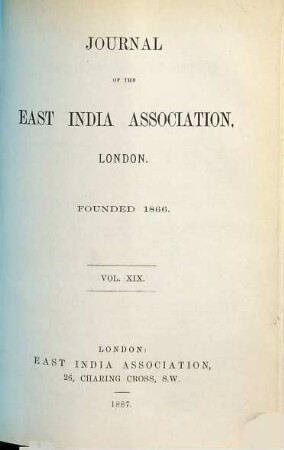 JOURNAL
OF THE
EAST INDIA ASSOCIATION,
LONDON.
FOUNDED 1866.
VOL. XIX.
LONDON:
EAST INDIA ASSOCIATION,
26, CHARING CROSS, S.W.
1887.